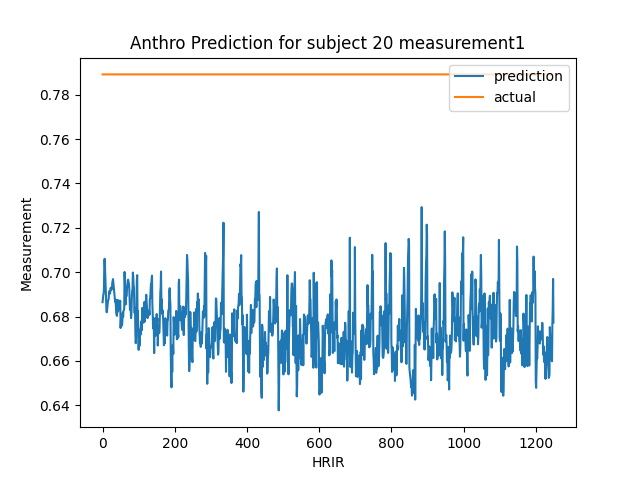 Anthro Prediction for subject 20 measurement1
prediction
actual
Measurement
0.78
0.76
0.74
0.72
0.70
0.68
0.66
0.64
0 200 400 600 800 1000 1200
HRIR